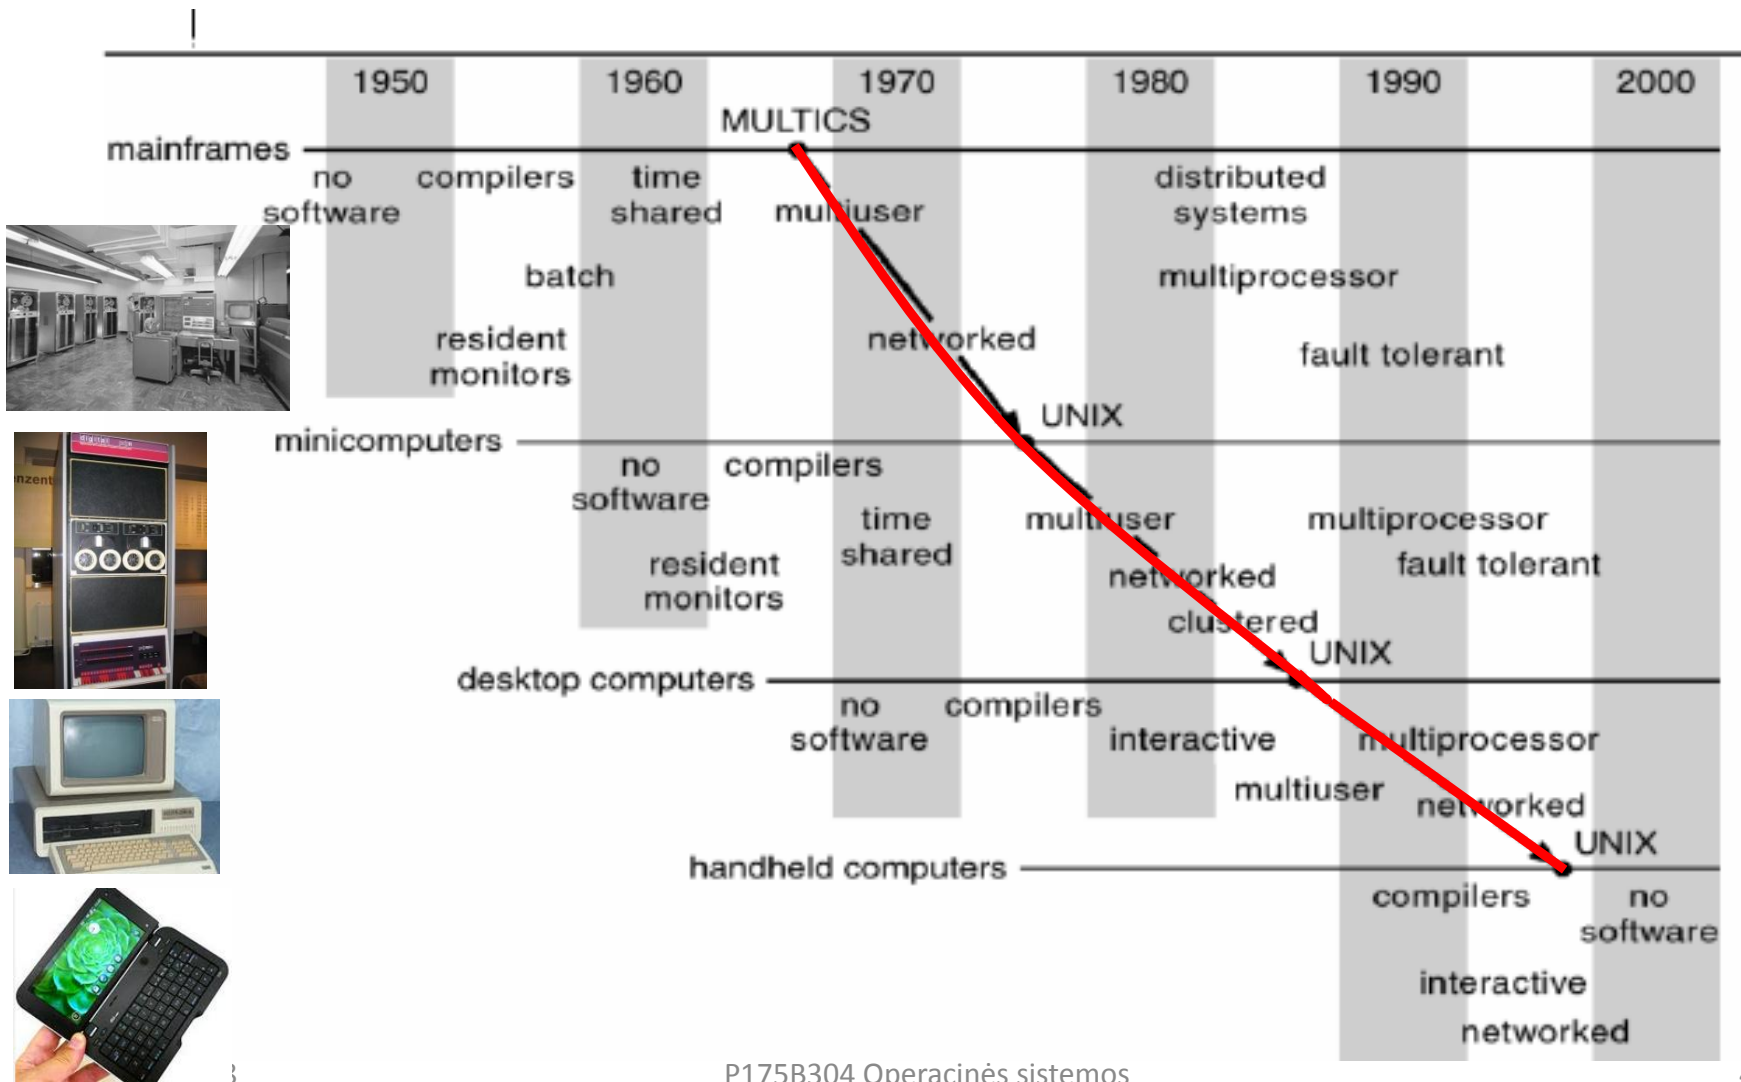 1950 1960 1970 1980 1990 2000
MULTICS
mainframes
no compilers time distributed
software shared multiuser systems
batch multiprocessor
resident networked fault tolerant
monitors
UNIX
minicomputers
no compilers
software
time multiuser multiprocessor
shared
resident networked fault tolerant
monitors
clustered
UNIX
desktop computers
no compilers
software interactive multiprocessor
multiuser networked
UNIX
handheld computers
compilers no
software
interactive
networked
digital
P175B304 Operacinės sistemos